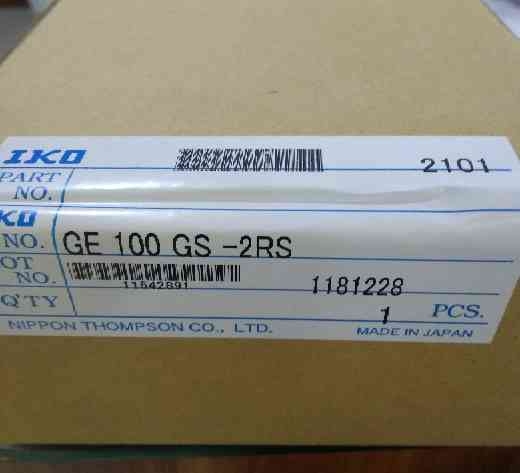 IKO 2101
PART
NO.
IKO
NO. GE 100 GS -2RS
LOT
NO. 11542891 1181228
Q'TY 1 PCS.
NIPPON THOMPSON CO., LTD. MADE IN JAPAN